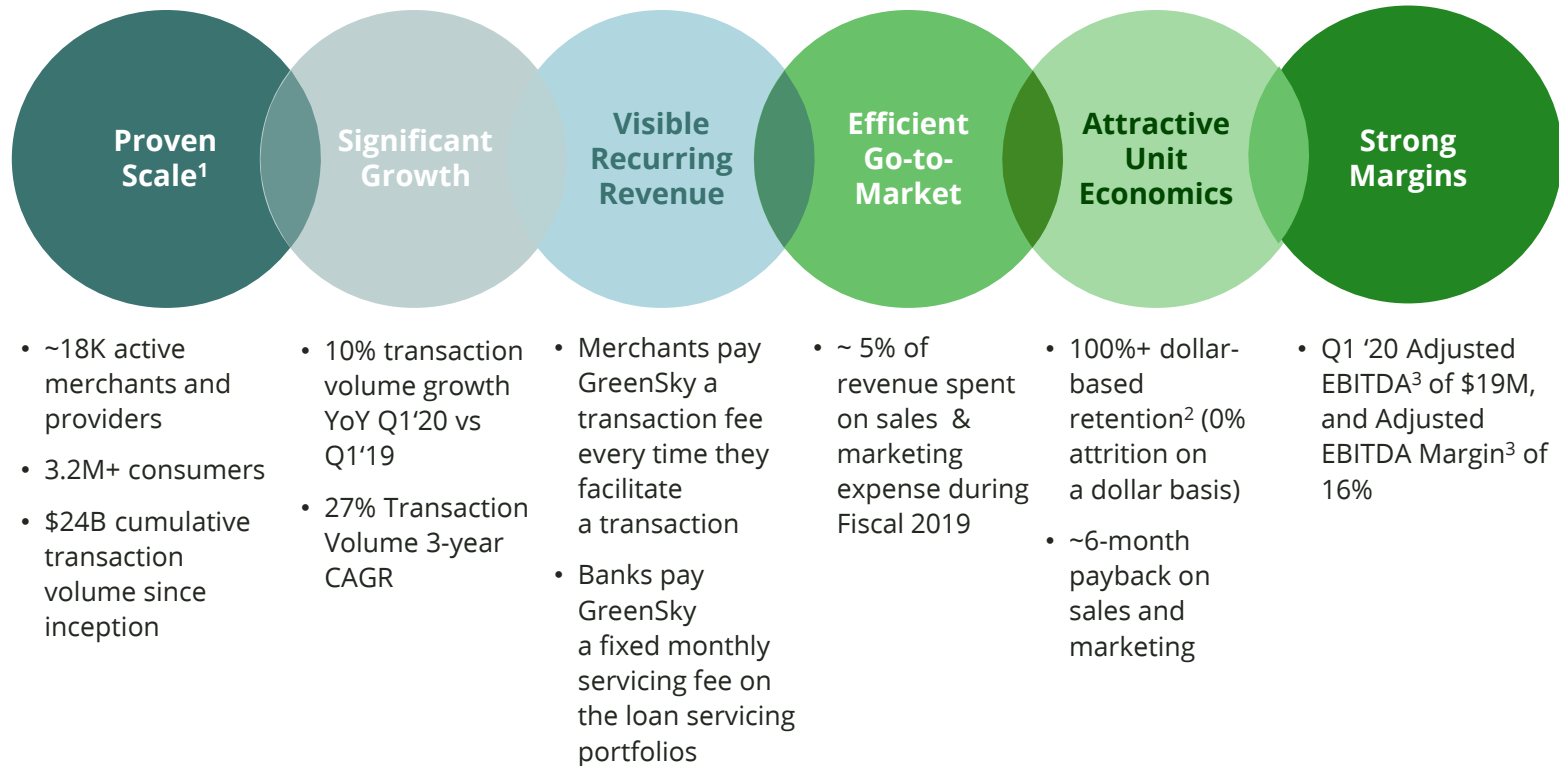 Proven
Scale¹
Significant
Growth
Visible
Recurring
Revenue
Efficient
Go-to-
Market
Attractive
Unit
Economics
Strong
Margins
• ~18K active
merchants and
providers
• 3.2M+ consumers
• $24B cumulative
transaction
volume since
inception
• 10% transaction
volume growth
YoY Q1‘20 vs
Q1‘19
• 27% Transaction
Volume 3-year
CAGR
• Merchants pay
GreenSky a
transaction fee
every time they
facilitate
a transaction
• Banks pay
GreenSky
a fixed monthly
servicing fee on
the loan servicing
portfolios
• ~ 5% of
revenue spent
on sales &
marketing
expense during
Fiscal 2019
• 100%+ dollar-
based
retention² (0%
attrition on
a dollar basis)
• ~6-month
payback on
sales and
marketing
• Q1 ‘20 Adjusted
EBITDA³ of $19M,
and Adjusted
EBITDA Margin³ of
16%